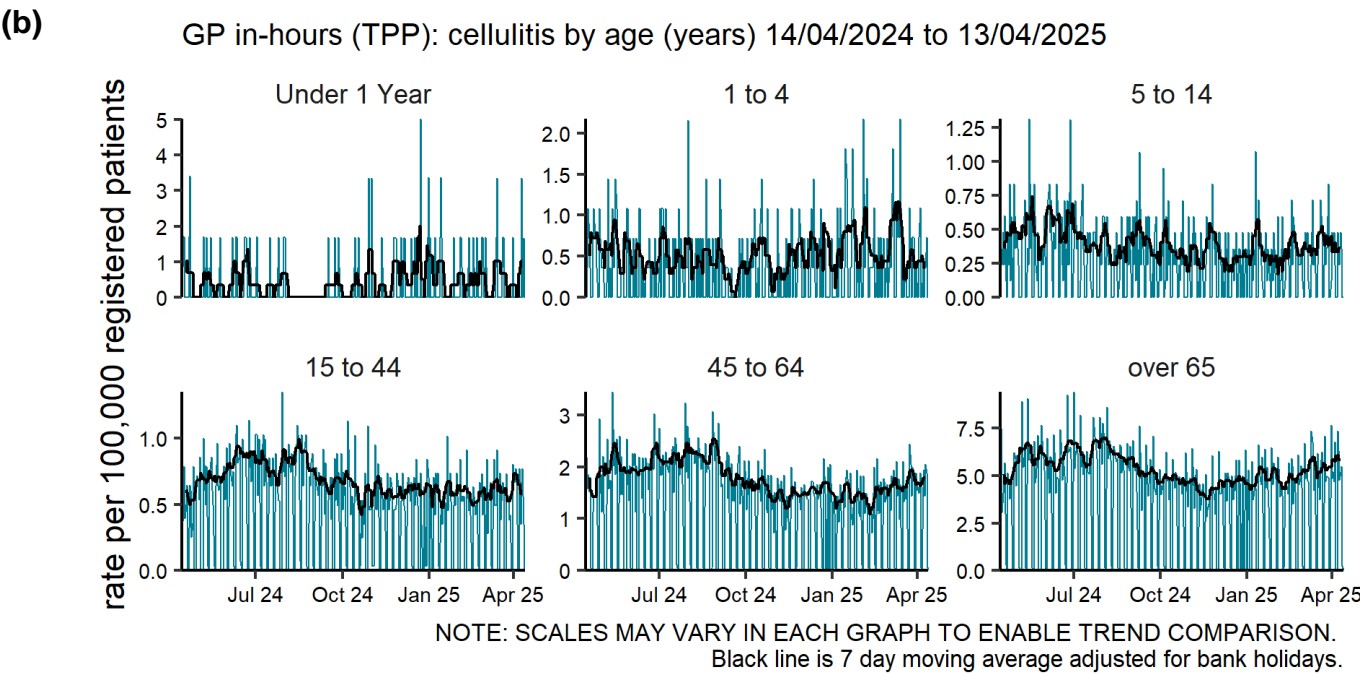 (b)
GP in-hours (TPP): cellulitis by age (years) 14/04/2024 to 13/04/2025
rate per 100,000 registered patients
Under 1 Year
5
4
3
2
1
0
1 to 4
2.0
1.5
1.0
0.5
0.0
5 to 14
1.25
1.00
0.75
0.50
0.25
0.00
15 to 44
1.0
0.5
0.0
Jul 24 Oct 24 Jan 25 Apr 25
45 to 64
3
2
1
0
Jul 24 Oct 24 Jan 25 Apr 25
over 65
7.5
5.0
2.5
0.0
Jul 24 Oct 24 Jan 25 Apr 25
NOTE: SCALES MAY VARY IN EACH GRAPH TO ENABLE TREND COMPARISON.
Black line is 7 day moving average adjusted for bank holidays.